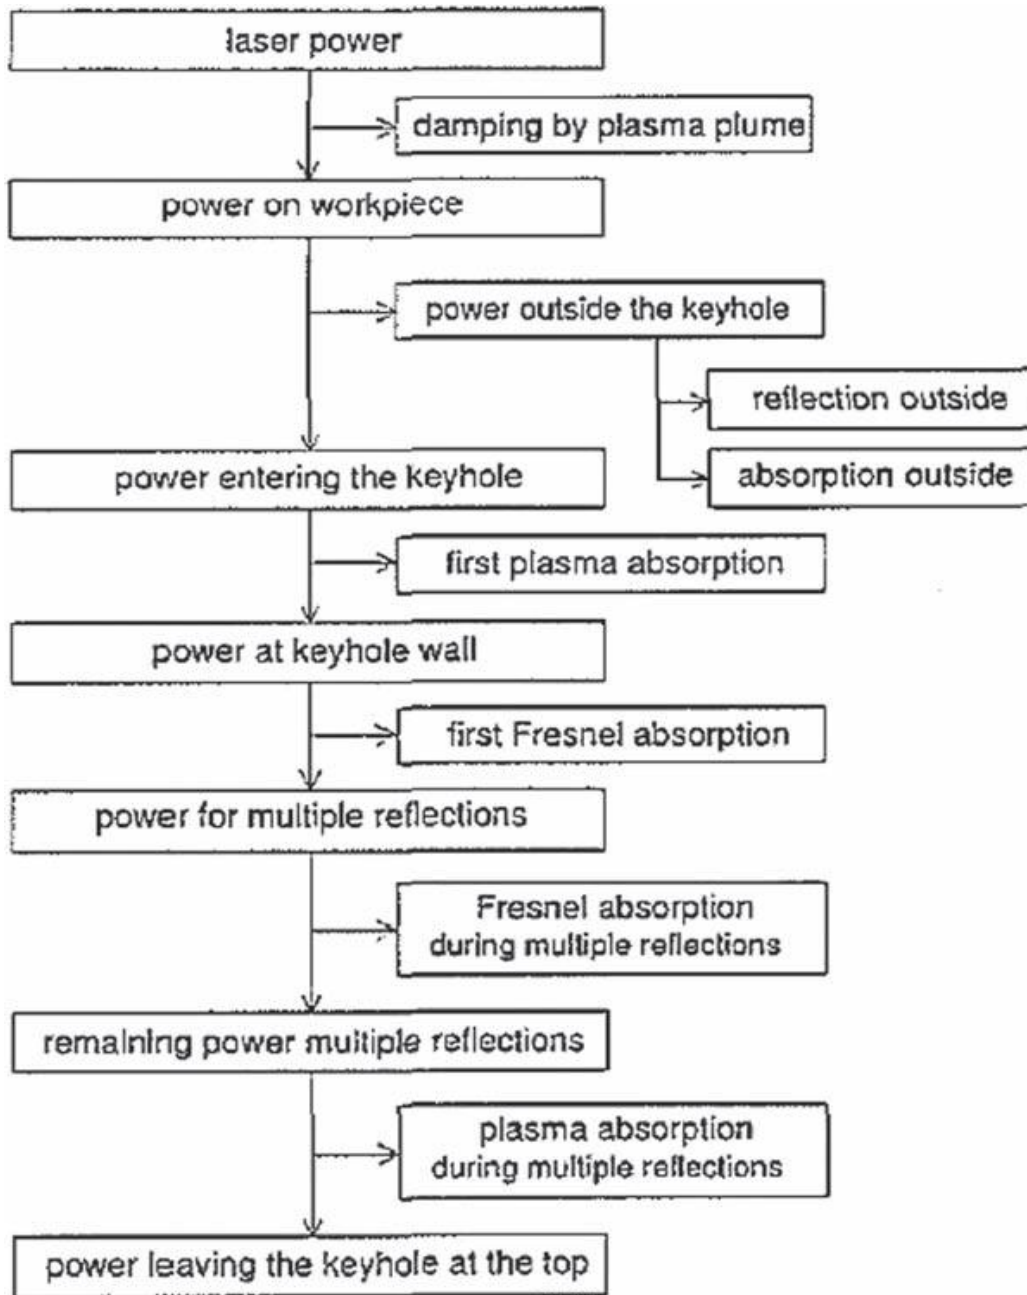 laser power
damping by plasma plume
power on workpiece
power outside the keyhole
reflection outside
power entering the keyhole
absorption outside
first plasma absorption
power at keyhole wall
first Fresnel absorption
power for multiple reflections
Fresnel absorption
during multiple reflections
remaining power multiple reflections
plasma absorption
during multiple reflections
power leaving the keyhole at the top